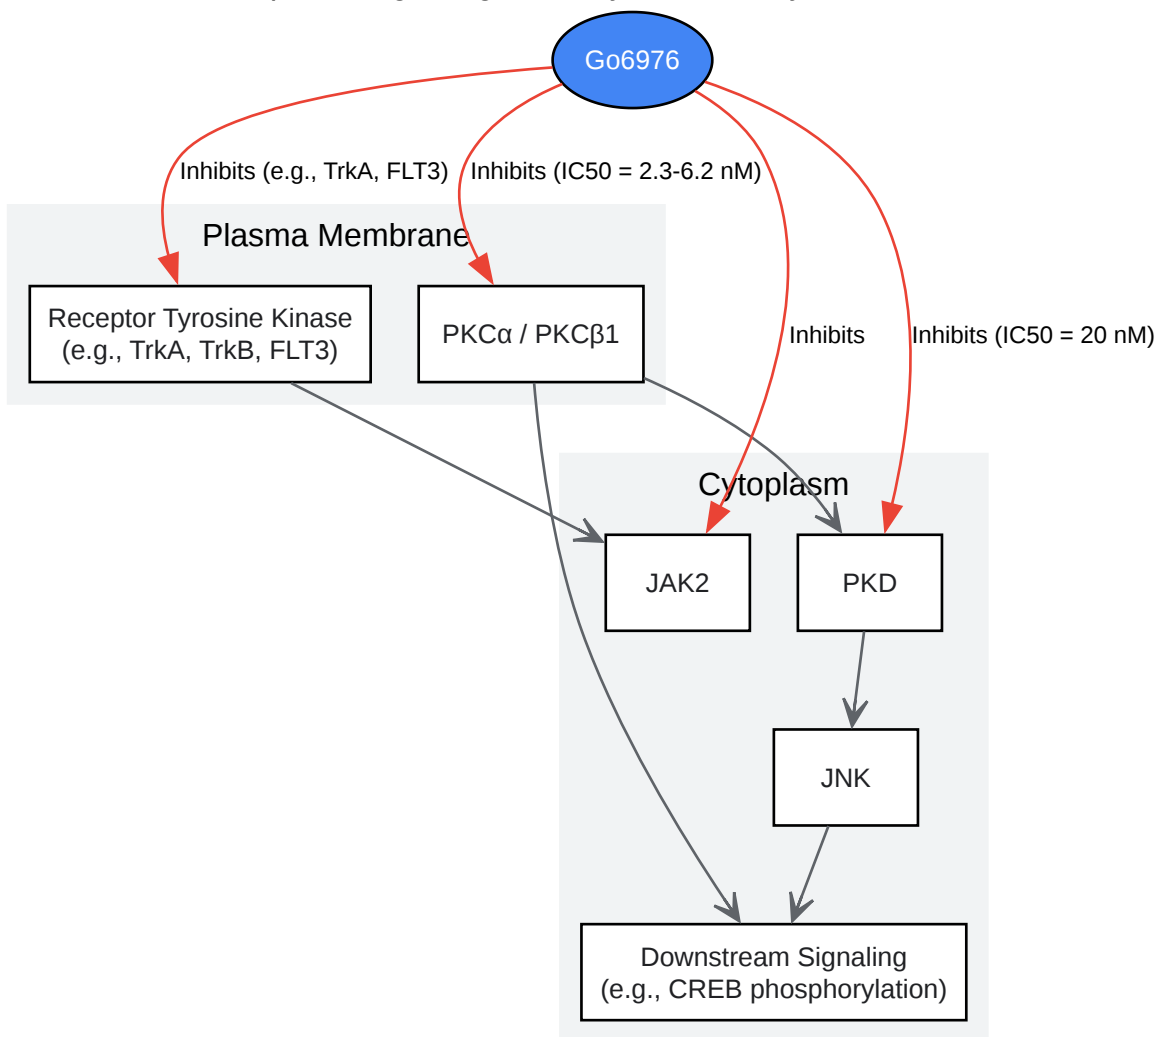 Go6976
Inhibits (e.g., TrkA, FLT3)
Inhibits (IC50 = 2.3-6.2 nM)
Plasma Membrane
Receptor Tyrosine Kinase
(e.g., TrkA, TrkB, FLT3)
PKCα / PKCβ1
Inhibits
Inhibits (IC50 = 20 nM)
Cytoplasm
JAK2
PKD
JNK
Downstream Signaling
(e.g., CREB phosphorylation)